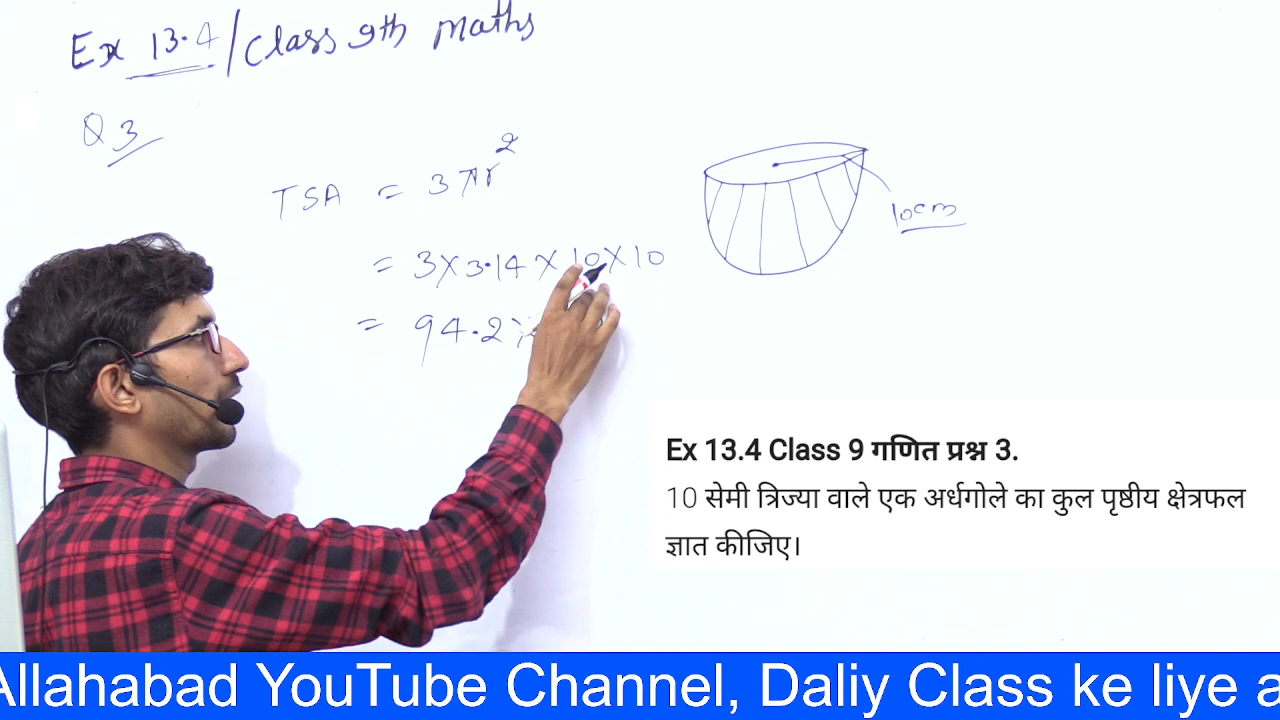 Ex 13.4/Class 9th maths
Q 3
TSA = 3πr²
= 3×3.14×10×10
= 94.2×
10cm
Ex 13.4 Class 9 गणित प्रश्न 3.
10 सेमी त्रिज्या वाले एक अर्धगोले का कुल पृष्ठीय क्षेत्रफल
ज्ञात कीजिए।
Allahabad YouTube Channel, Daliy Class ke liye a